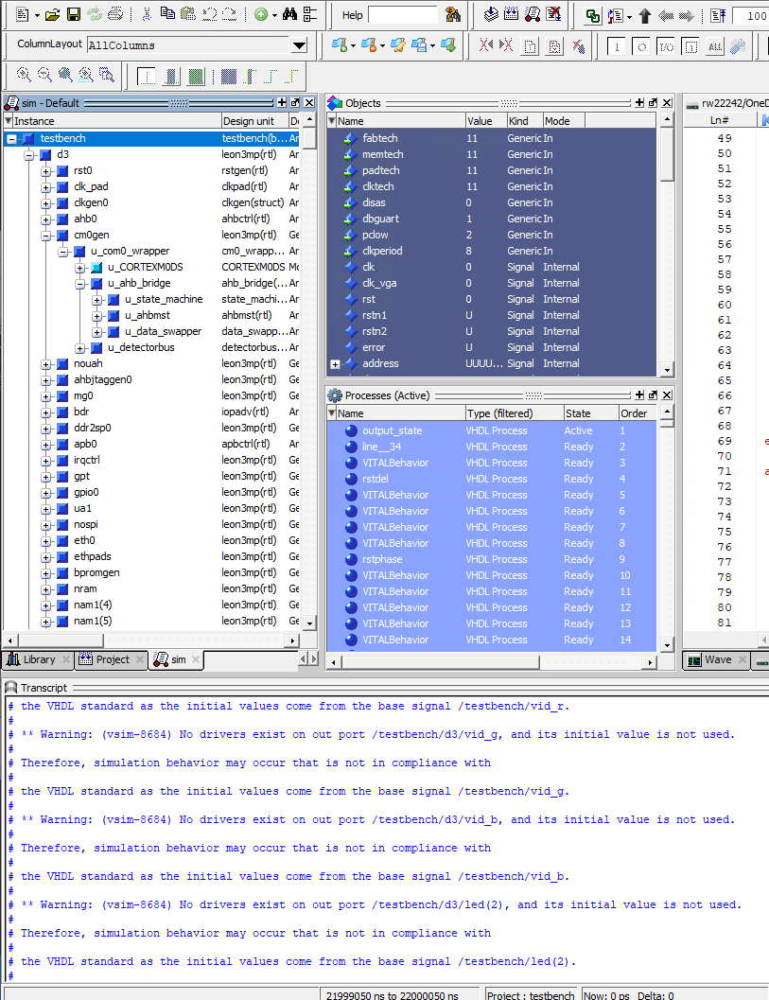 Help
100
ColumnLayout AllColumns
sim - Default
Instance Design unit
testbench testbench(b... Ar
d3 leon3mp(rtl) Ar
rst0 rstgen(rtl) Ar
clk_pad clkpad(rtl) Ar
clkgen0 clkgen(struct) Ar
ahb0 ahbctrl(rtl) Ar
cm0gen leon3mp(rtl) Ge
u_com0_wrapper cm0_wrapp... Ar
u_CORTEXM0DS CORTEXM0DS Mo
u_ahb_bridge ahb_bridge(... Ar
u_state_machine state_machi... Ar
u_ahbmst ahbmst(rtl) Ar
u_data_swapper data_swapp... Ar
u_detectorbus detectorbus... Ar
nouah leon3mp(rtl) Ge
ahbjtaggen0 leon3mp(rtl) Ge
mg0 leon3mp(rtl) Ge
bdr iopadv(rtl) Ar
ddr2sp0 leon3mp(rtl) Ge
apb0 apbctrl(rtl) Ar
irqctrl leon3mp(rtl) Ge
gpt leon3mp(rtl) Ge
gpio0 leon3mp(rtl) Ge
ua1 leon3mp(rtl) Ge
nospi leon3mp(rtl) Ge
eth0 leon3mp(rtl) Ge
ethpads leon3mp(rtl) Ge
bpromgen leon3mp(rtl) Ge
nram leon3mp(rtl) Ge
nam1(4) leon3mp(rtl) Ge
nam1(5) leon3mp(rtl) Ge
Library Project sim
Objects
Name Value Kind Mode
fabtech 11 Generic In
memtech 11 Generic In
padtech 11 Generic In
clktech 11 Generic In
disas 0 Generic In
dbguart 1 Generic In
pclow 2 Generic In
clkperiod 8 Generic In
clk 0 Signal Internal
clk_vga 0 Signal Internal
rst 0 Signal Internal
rstn1 U Signal Internal
rstn2 U Signal Internal
error U Signal Internal
address UUUU... Signal Internal
Processes (Active)
Name Type (filtered) State Order
output_state VHDL Process Active 1
line__34 VHDL Process Ready 2
VITALBehavior VHDL Process Ready 3
rstdel VHDL Process Ready 4
VITALBehavior VHDL Process Ready 5
VITALBehavior VHDL Process Ready 6
VITALBehavior VHDL Process Ready 7
VITALBehavior VHDL Process Ready 8
rstphase VHDL Process Ready 9
VITALBehavior VHDL Process Ready 10
VITALBehavior VHDL Process Ready 11
VITALBehavior VHDL Process Ready 12
VITALBehavior VHDL Process Ready 13
VITALBehavior VHDL Process Ready 14
rw22242/OneD
Ln#
49
50
51
52
53
54
55
56
57
58
59
60
61
62
63
64
65
66
67
68
69 e
70
71 a
72
73
74
75
76
77
78
79
80
81
Wave
Transcript
# the VHDL standard as the initial values come from the base signal /testbench/vid_r.
#
# ** Warning: (vsim-8684) No drivers exist on out port /testbench/d3/vid_g, and its initial value is not used.
#
# Therefore, simulation behavior may occur that is not in compliance with
#
# the VHDL standard as the initial values come from the base signal /testbench/vid_g.
#
# ** Warning: (vsim-8684) No drivers exist on out port /testbench/d3/vid_b, and its initial value is not used.
#
# Therefore, simulation behavior may occur that is not in compliance with
#
# the VHDL standard as the initial values come from the base signal /testbench/vid_b.
#
# ** Warning: (vsim-8684) No drivers exist on out port /testbench/d3/led(2), and its initial value is not used.
#
# Therefore, simulation behavior may occur that is not in compliance with
#
# the VHDL standard as the initial values come from the base signal /testbench/led(2).
#
21999050 ns to 22000050 ns Project : testbench Now: 0 ps Delta: 0